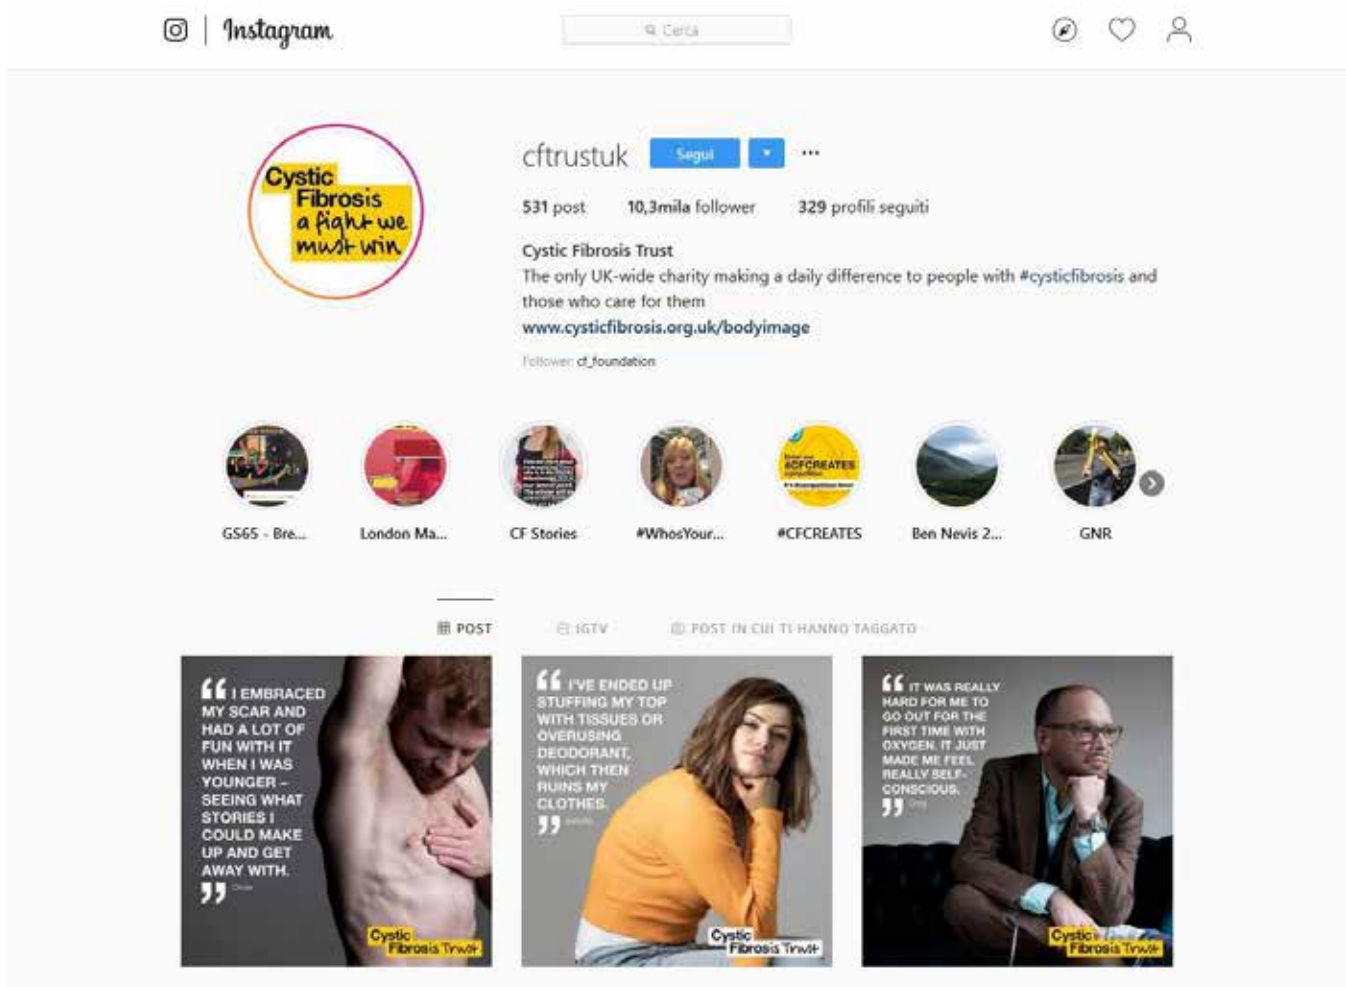 Instagram
Cerca
Cystic
Fibrosis
a fight we
must win
cftrustuk
Segui
531 post 10,3mila follower 329 profili seguiti
Cystic Fibrosis Trust
The only UK-wide charity making a daily difference to people with #cysticfibrosis and
those who care for them
www.cysticfibrosis.org.uk/bodyimage
Follower: cf_foundation
#CFCREATES
GS65 - Bre...
London Ma...
CF Stories
#WhosYour...
#CFCREATES
Ben Nevis 2...
GNR
POST
IGTV
POST IN CUI TI HANNO TAGGATO
“ I EMBRACED
MY SCAR AND
HAD A LOT OF
FUN WITH IT
WHEN I WAS
YOUNGER –
SEEING WHAT
STORIES I
COULD MAKE
UP AND GET
AWAY WITH.
”
Cystic
Fibrosis Trust
“ I'VE ENDED UP
STUFFING MY TOP
WITH TISSUES OR
OVERUSING
DEODORANT,
WHICH THEN
RUINS MY
CLOTHES.
”
Cystic
Fibrosis Trust
“ IT WAS REALLY
HARD FOR ME TO
GO OUT FOR THE
FIRST TIME WITH
OXYGEN. IT JUST
MADE ME FEEL
REALLY SELF-
CONSCIOUS.
”
Cystic
Fibrosis Trust